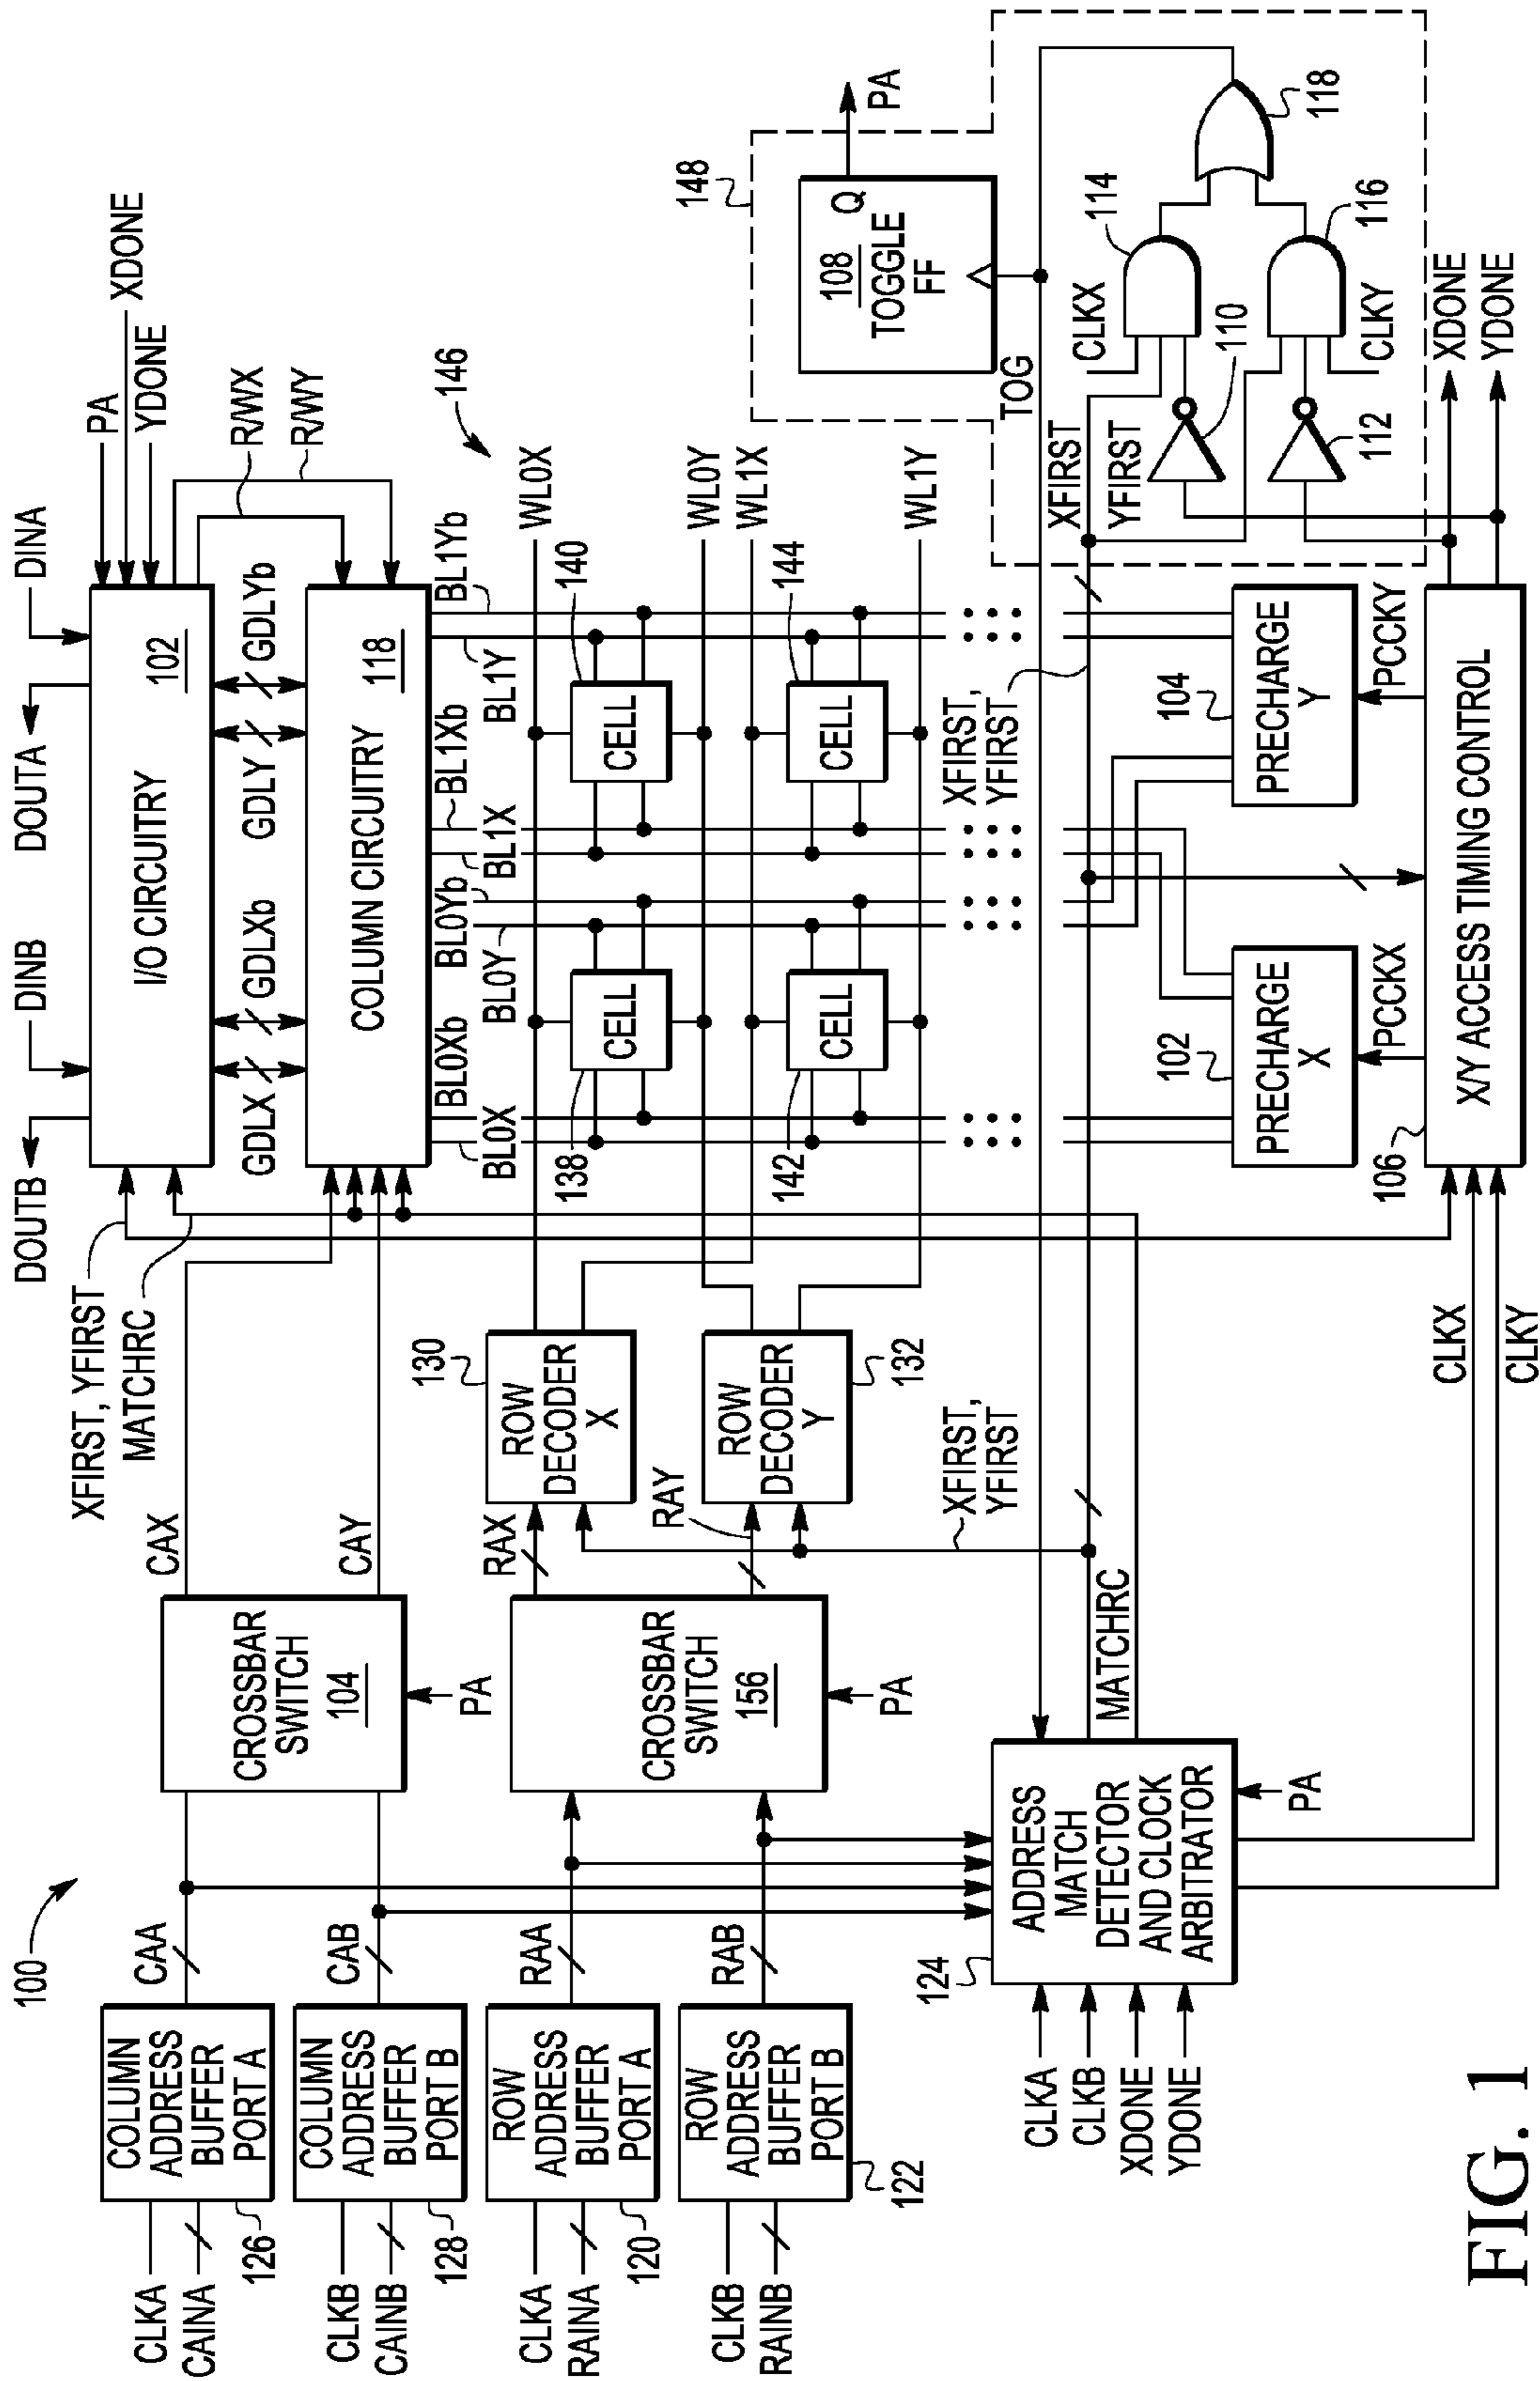 100
CLKA
CAINA
COLUMN
ADDRESS
BUFFER
PORT A
126
CAA
CLKB
CAINB
COLUMN
ADDRESS
BUFFER
PORT B
128
CAB
CLKA
RAINA
ROW
ADDRESS
BUFFER
PORT A
120
RAA
CLKB
RAINB
ROW
ADDRESS
BUFFER
PORT B
122
RAB
CROSSBAR
SWITCH
104
PA
CAX
CAY
CROSSBAR
SWITCH
156
PA
RAX
RAY
ROW
DECODER
X
130
ROW
DECODER
Y
132
XFIRST,
YFIRST
XFIRST, YFIRST
MATCHRC
CLKA
CLKB
XDONE
YDONE
124
ADDRESS
MATCH
DETECTOR
AND CLOCK
ARBITRATOR
PA
MATCHRC
CLKX
CLKY
DOUTB
DINB
DOUTA
DINA
I/O CIRCUITRY
102
PA
XDONE
YDONE
R/WX
R/WY
GDLX
GDLXb
GDLY
GDLYb
COLUMN CIRCUITRY
118
BL0X
BL0Xb
BL0Y
BL0Yb
BL1X
BL1Xb
BL1Y
BL1Yb
146
WL0X
WL0Y
WL1X
WL1Y
138
CELL
140
CELL
142
CELL
144
CELL
XFIRST,
YFIRST
102
PRECHARGE
X
PCCKX
104
PRECHARGE
Y
PCCKY
106
X/Y ACCESS TIMING CONTROL
XDONE
YDONE
148
108
TOGGLE
FF
Q
PA
TOG
XFIRST
YFIRST
CLKX
114
110
116
118
112
CLKY
FIG. 1